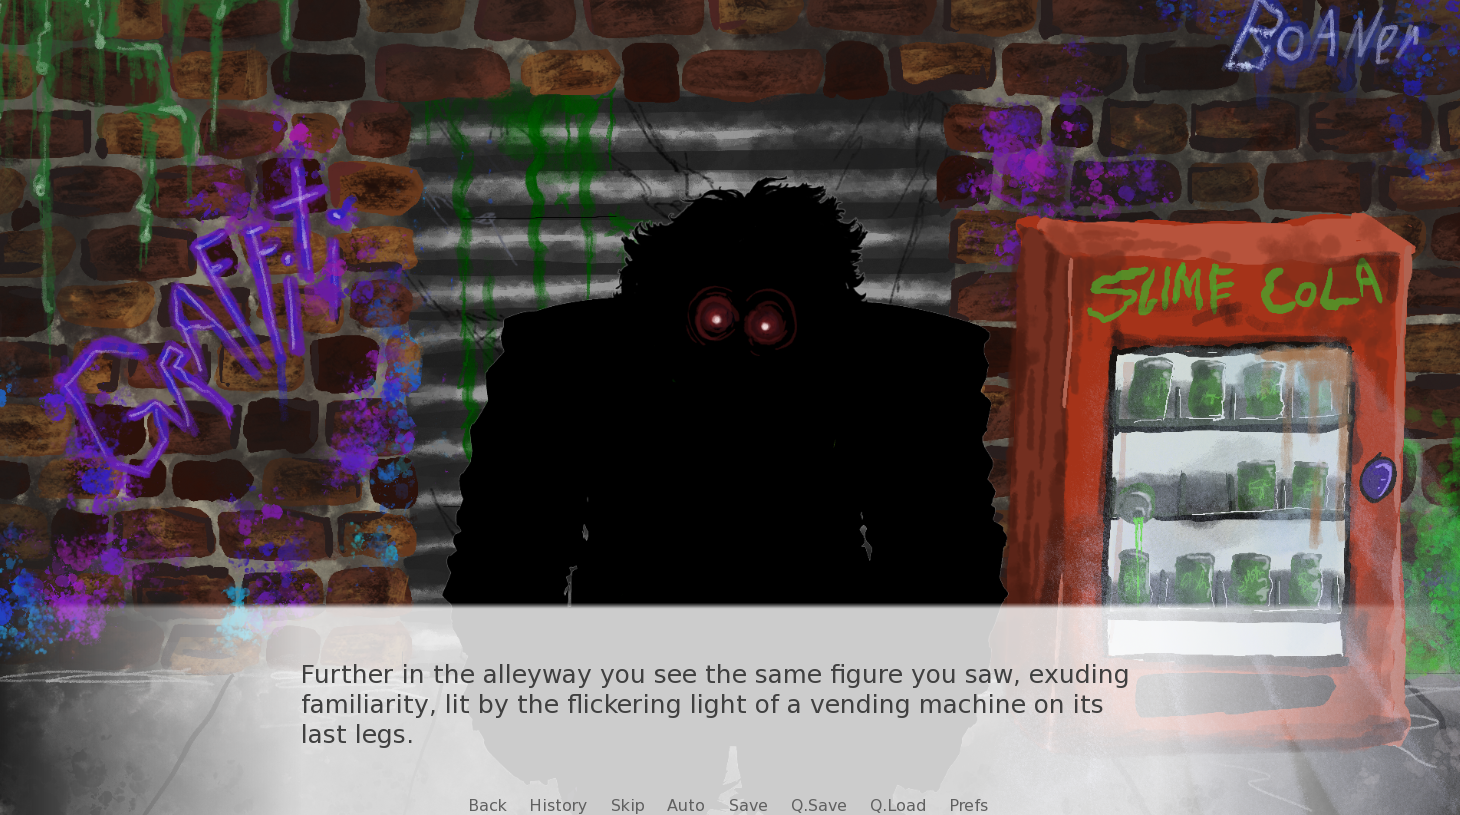 BOANer
GRAFFiti
SLIME COLA
Further in the alleyway you see the same figure you saw, exuding
familiarity, lit by the flickering light of a vending machine on its
last legs.
Back History Skip Auto Save Q.Save Q.Load Prefs